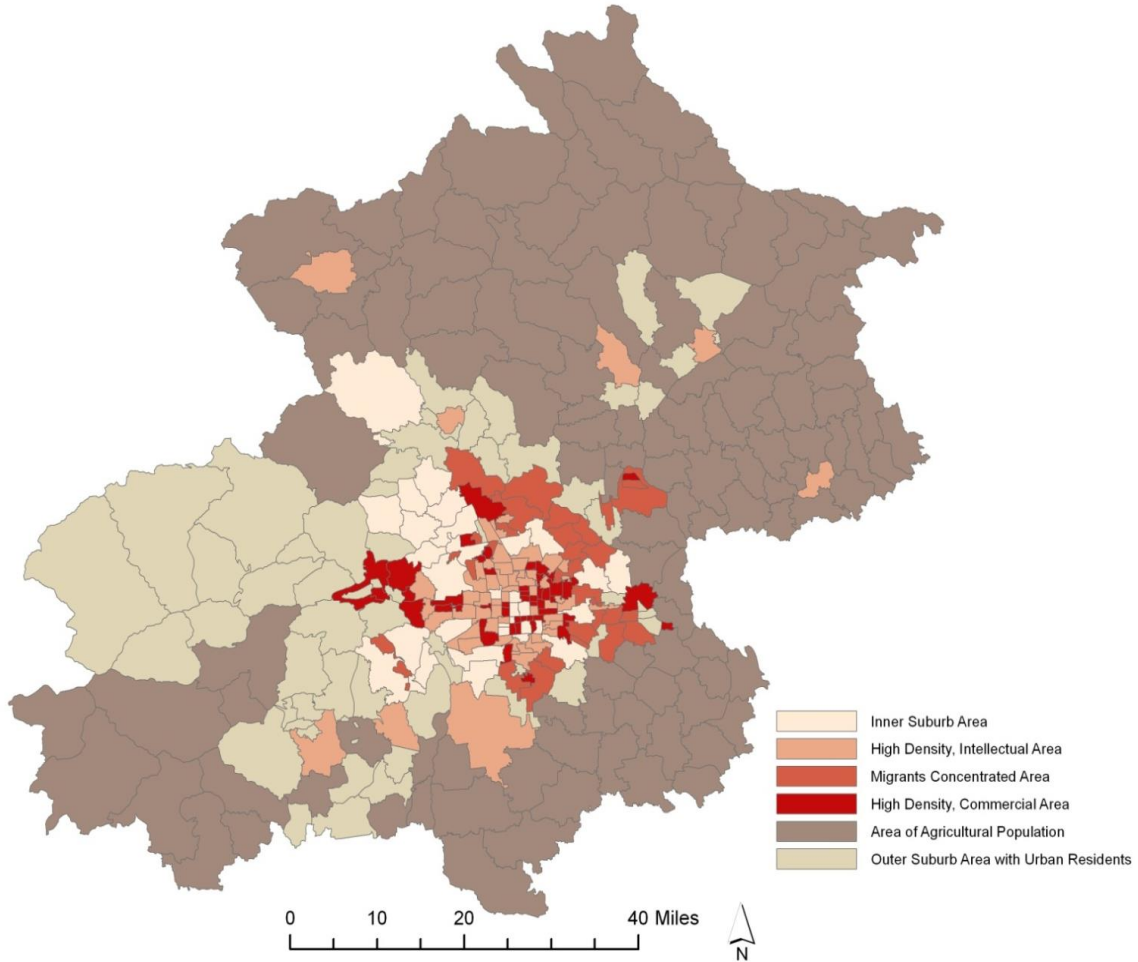 Inner Suburb Area
High Density, Intellectual Area
Migrants Concentrated Area
High Density, Commercial Area
Area of Agricultural Population
Outer Suburb Area with Urban Residents
0 10 20 40 Miles
N